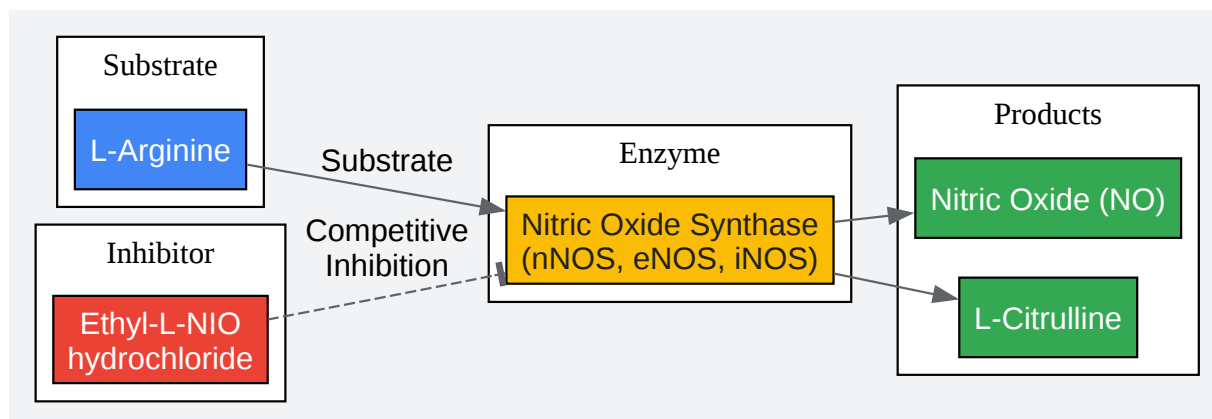 Substrate
L-Arginine
Substrate
Inhibitor
Ethyl-L-NIO
hydrochloride
Competitive
Inhibition
Enzyme
Nitric Oxide Synthase
(nNOS, eNOS, iNOS)
Products
Nitric Oxide (NO)
L-Citrulline